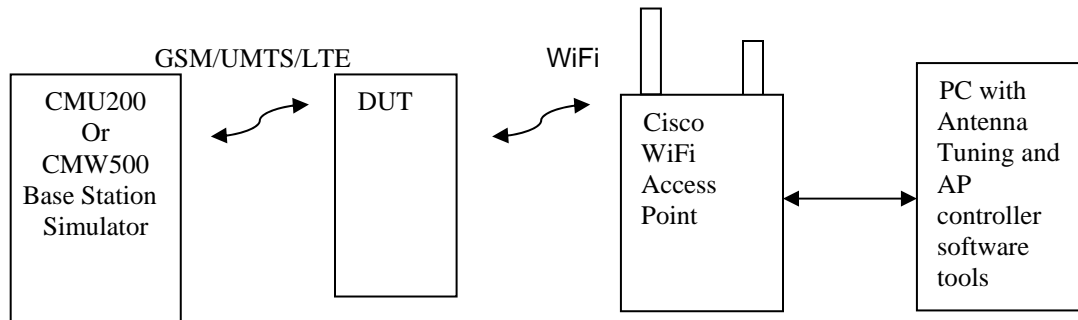 GSM/UMTS/LTE
WiFi
CMU200
Or
CMW500
Base Station
Simulator
DUT
Cisco
WiFi
Access
Point
PC with
Antenna
Tuning and
AP
controller
software
tools